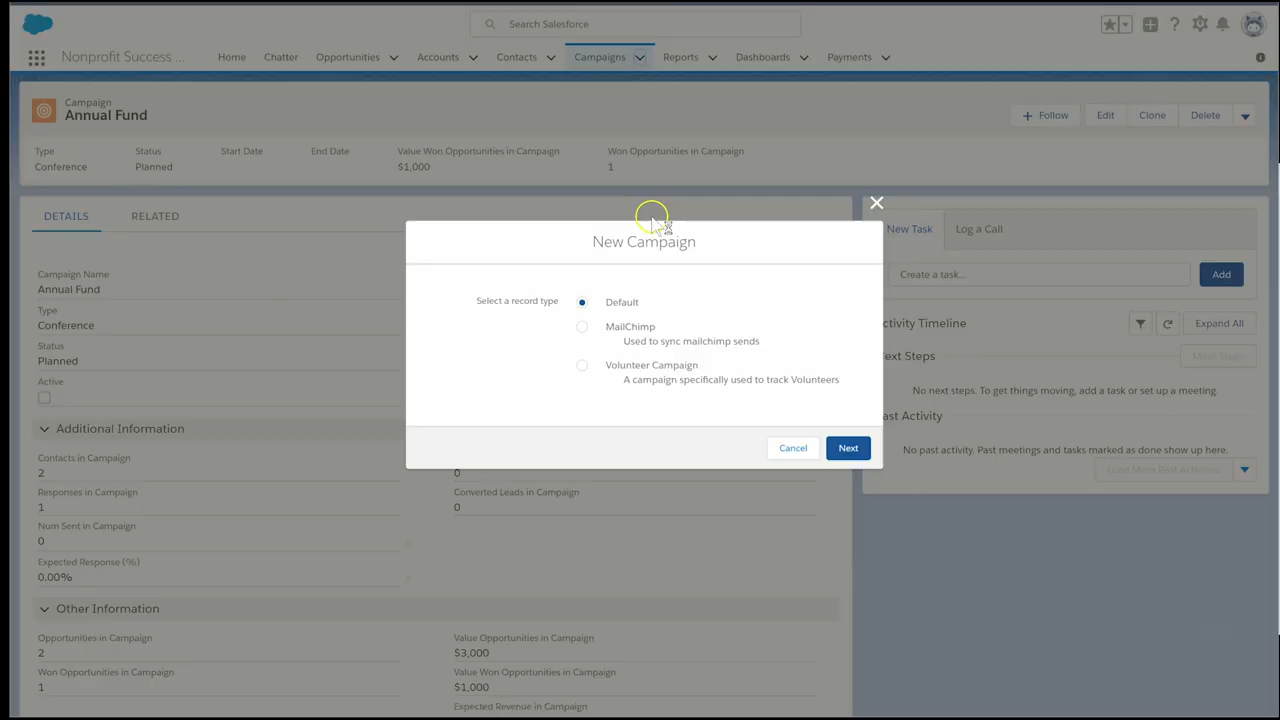 Search Salesforce
Nonprofit Success ... Home Chatter Opportunities Accounts Contacts Campaigns Reports Dashboards Payments
Campaign
Annual Fund
Follow Edit Clone Delete
Type Status Start Date End Date Value Won Opportunities in Campaign Won Opportunities in Campaign
Conference Planned $1,000 1
DETAILS RELATED
Campaign Name
Annual Fund
Type
Conference
Status
Planned
Active
Additional Information
Contacts in Campaign
2
0
Responses in Campaign Converted Leads in Campaign
1 0
Num Sent in Campaign
0
Expected Response (%)
0.00%
Other Information
Opportunities in Campaign Value Opportunities in Campaign
2 $3,000
Won Opportunities in Campaign Value Won Opportunities in Campaign
1 $1,000
Expected Revenue in Campaign
New Campaign
Select a record type Default
MailChimp
Used to sync mailchimp sends
Volunteer Campaign
A campaign specifically used to track Volunteers
Cancel Next
New Task Log a Call
Create a task... Add
ctivity Timeline Expand All
ext Steps More Steps
No next steps. To get things moving, add a task or set up a meeting.
ast Activity
No past activity. Past meetings and tasks marked as done show up here.
Load More Past Activities